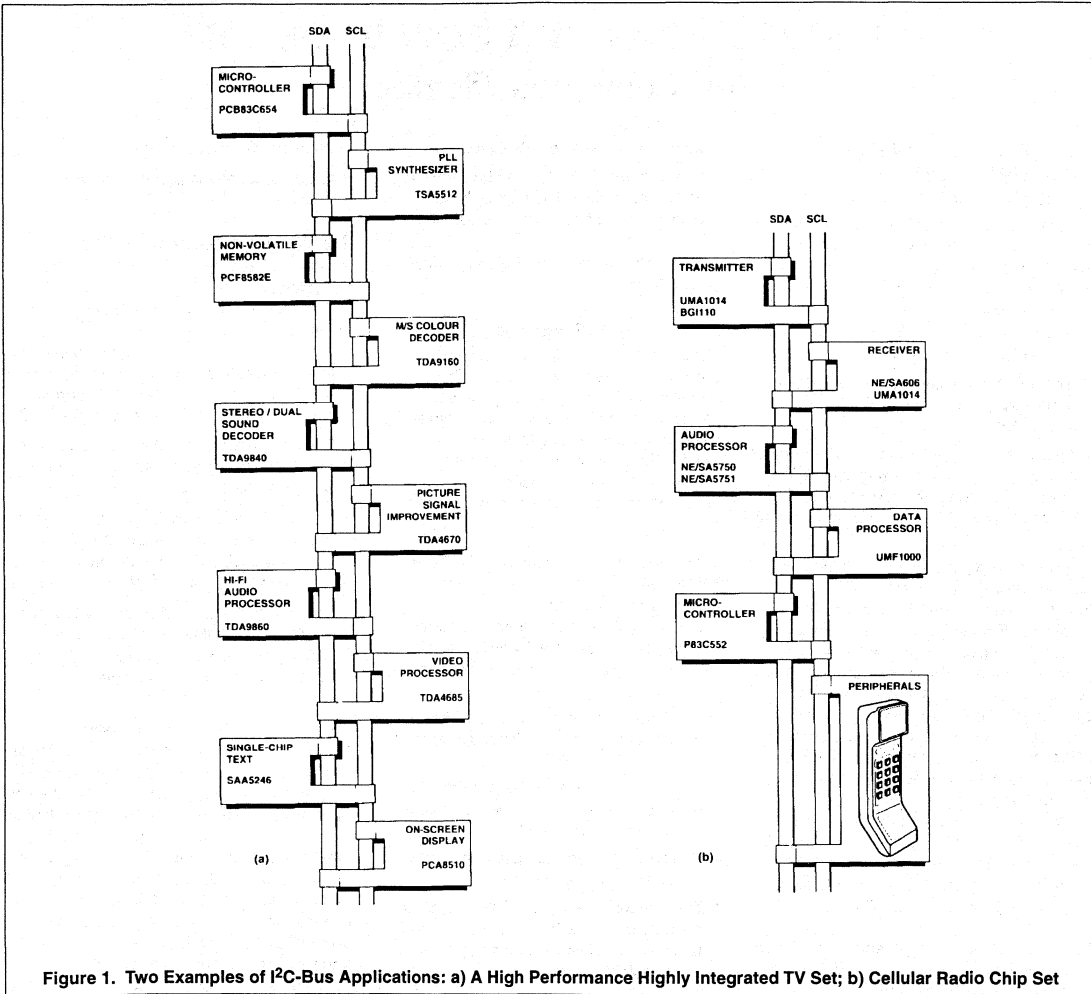 SDA SCL
MICRO-
CONTROLLER
PCB83C654
PLL
SYNTHESIZER
TSA5512
NON-VOLATILE
MEMORY
PCF8582E
M/S COLOUR
DECODER
TDA9160
STEREO / DUAL
SOUND
DECODER
TDA9840
PICTURE
SIGNAL
IMPROVEMENT
TDA4670
HI-FI
AUDIO
PROCESSOR
TDA9860
VIDEO
PROCESSOR
TDA4685
SINGLE-CHIP
TEXT
SAA5246
ON-SCREEN
DISPLAY
PCA8510
(a)
SDA SCL
TRANSMITTER
UMA1014
BGI110
RECEIVER
NE/SA606
UMA1014
AUDIO
PROCESSOR
NE/SA5750
NE/SA5751
DATA
PROCESSOR
UMF1000
MICRO-
CONTROLLER
P83C552
PERIPHERALS
(b)
Figure 1. Two Examples of I²C-Bus Applications: a) A High Performance Highly Integrated TV Set; b) Cellular Radio Chip Set